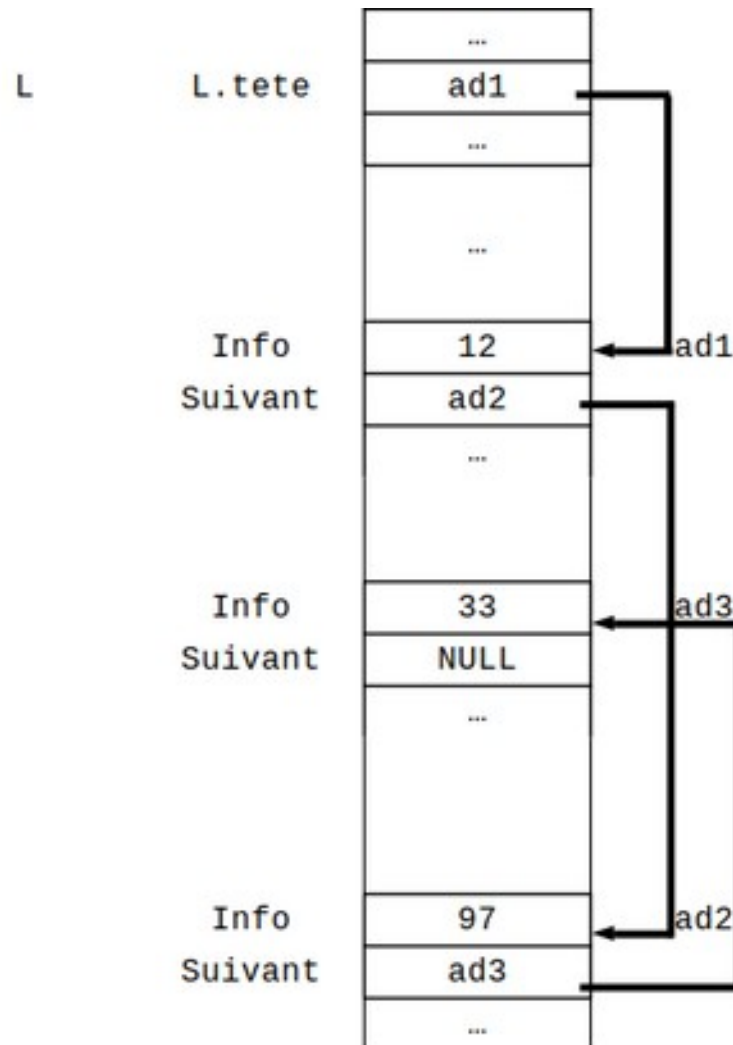 …
L L.tete ad1
…
…
Info 12 ad1
Suivant ad2
…
Info 33 ad3
Suivant NULL
…
Info 97 ad2
Suivant ad3
…